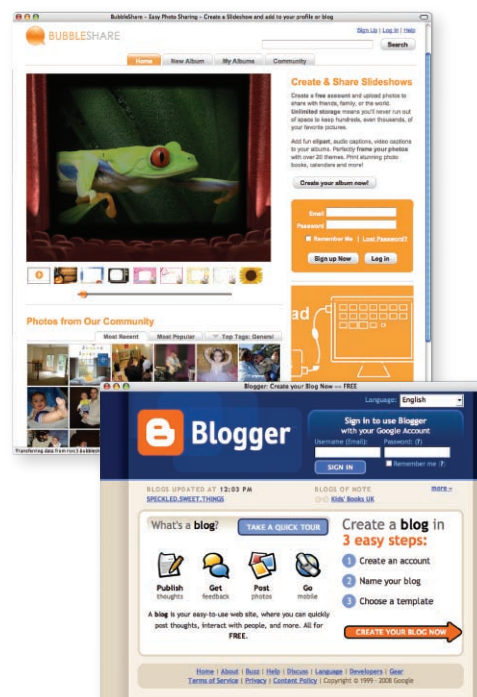 BubbleShare - Easy Photo Sharing - Create a Slideshow and add to your profile or blog
BUBBLESHARE
Sign Up | Log in | Help
Search
Home New Album My Albums Community
Create & Share Slideshows
Create a free account and upload photos to
share with friends, family, or the world.
Unlimited storage means you'll never run out
of space to keep hundreds, even thousands, of
your favorite pictures.
Add fun clipart, audio captions, video captions
to your albums. Perfectly frame your photos
with over 20 themes. Print stunning photo
books, calenders and more!
Create your album now!
Email
Password
Remember Me | Lost Password?
Sign up Now Log in
ad
Photos from Our Community
Most Recent Most Popular Top Tags: General
Blogger: Create your Blog Now -- FREE
Language: English
Blogger
Sign in to use Blogger
with your Google Account
Username (Email): Password: (?)
SIGN IN Remember me (?)
BLOGS UPDATED AT 12:03 PM
SPECKLED.SWEET.THINGS
BLOGS OF NOTE more »
Kids' Books UK
What's a blog? TAKE A QUICK TOUR
Publish thoughts
Get feedback
Post photos
Go mobile
A blog is your easy-to-use web site, where you can quickly
post thoughts, interact with people, and more. All for
FREE.
Create a blog in
3 easy steps:
1 Create an account
2 Name your blog
3 Choose a template
CREATE YOUR BLOG NOW
Home | About | Buzz | Help | Discuss | Language | Developers | Gear
Terms of Service | Privacy | Content Policy | Copyright © 1999 - 2008 Google